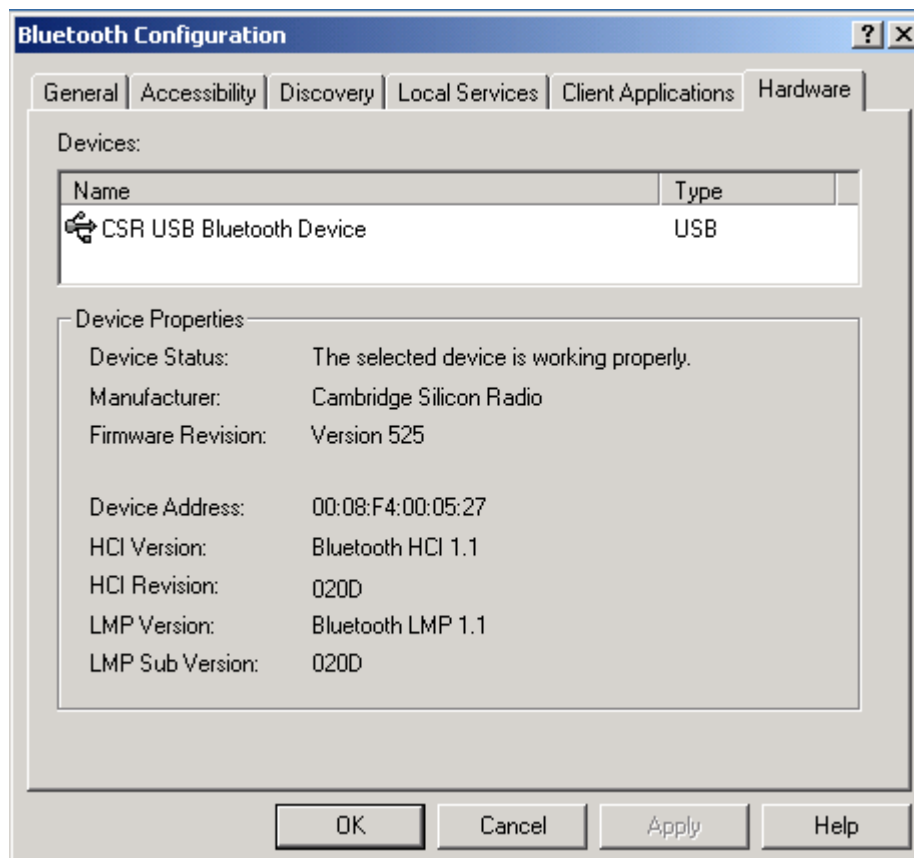 Bluetooth Configuration
General Accessibility Discovery Local Services Client Applications Hardware
Devices:
Name Type
CSR USB Bluetooth Device USB
Device Properties
Device Status: The selected device is working properly.
Manufacturer: Cambridge Silicon Radio
Firmware Revision: Version 525
Device Address: 00:08:F4:00:05:27
HCI Version: Bluetooth HCI 1.1
HCI Revision: 020D
LMP Version: Bluetooth LMP 1.1
LMP Sub Version: 020D
OK Cancel Apply Help